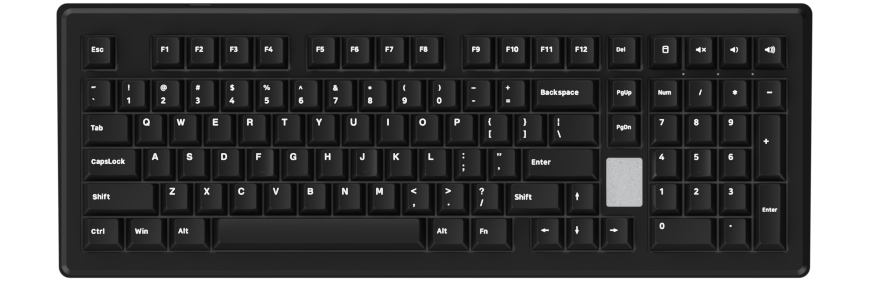 Esc F1 F2 F3 F4 F5 F6 F7 F8 F9 F10 F11 F12 Del
~ ! @ # $ % ^ & * ( ) _ + Backspace PgUp Num / * -
` 1 2 3 4 5 6 7 8 9 0 - =
Tab Q W E R T Y U I O P { } | PgDn 7 8 9 +
[ ] \
CapsLock A S D F G H J K L : " Enter 4 5 6
; '
Shift Z X C V B N M < > ? Shift ↑ 1 2 3 Enter
, . /
Ctrl Win Alt Alt Fn ← ↓ → 0 .